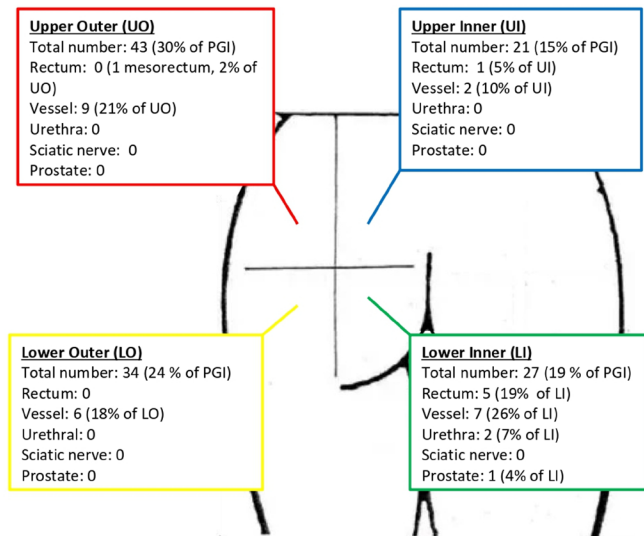 Upper Outer (UO)
Total number: 43 (30% of PGI)
Rectum:  0 (1 mesorectum, 2% of
UO)
Vessel: 9 (21% of UO)
Urethra: 0
Sciatic nerve:  0
Prostate: 0
Upper Inner (UI)
Total number: 21 (15% of PGI)
Rectum:  1 (5% of UI)
Vessel: 2 (10% of UI)
Urethra: 0
Sciatic nerve: 0
Prostate: 0
Lower Outer (LO)
Total number: 34 (24 % of PGI)
Rectum: 0
Vessel: 6 (18% of LO)
Urethral: 0
Sciatic nerve: 0
Prostate: 0
Lower Inner (LI)
Total number: 27 (19 % of PGI)
Rectum: 5 (19%  of LI)
Vessel: 7 (26% of LI)
Urethra: 2 (7% of LI)
Sciatic nerve: 0
Prostate: 1 (4% of LI)